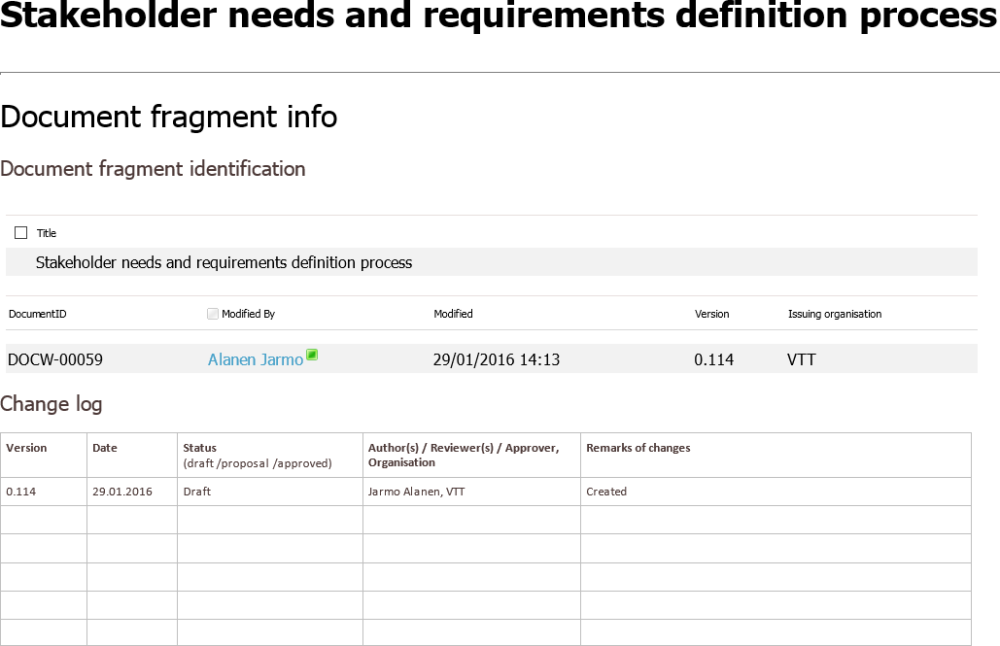 Stakeholder needs and requirements definition process
Document fragment info
Document fragment identification
Title
Stakeholder needs and requirements definition process
DocumentID Modified By Modified Version Issuing organisation
DOCW-00059 Alanen Jarmo 29/01/2016 14:13 0.114 VTT
Change log
Version Date Status Author(s) / Reviewer(s) / Approver, Remarks of changes
(draft/proposal/approved) Organisation
0.114 29.01.2016 Draft Jarmo Alanen, VTT Created